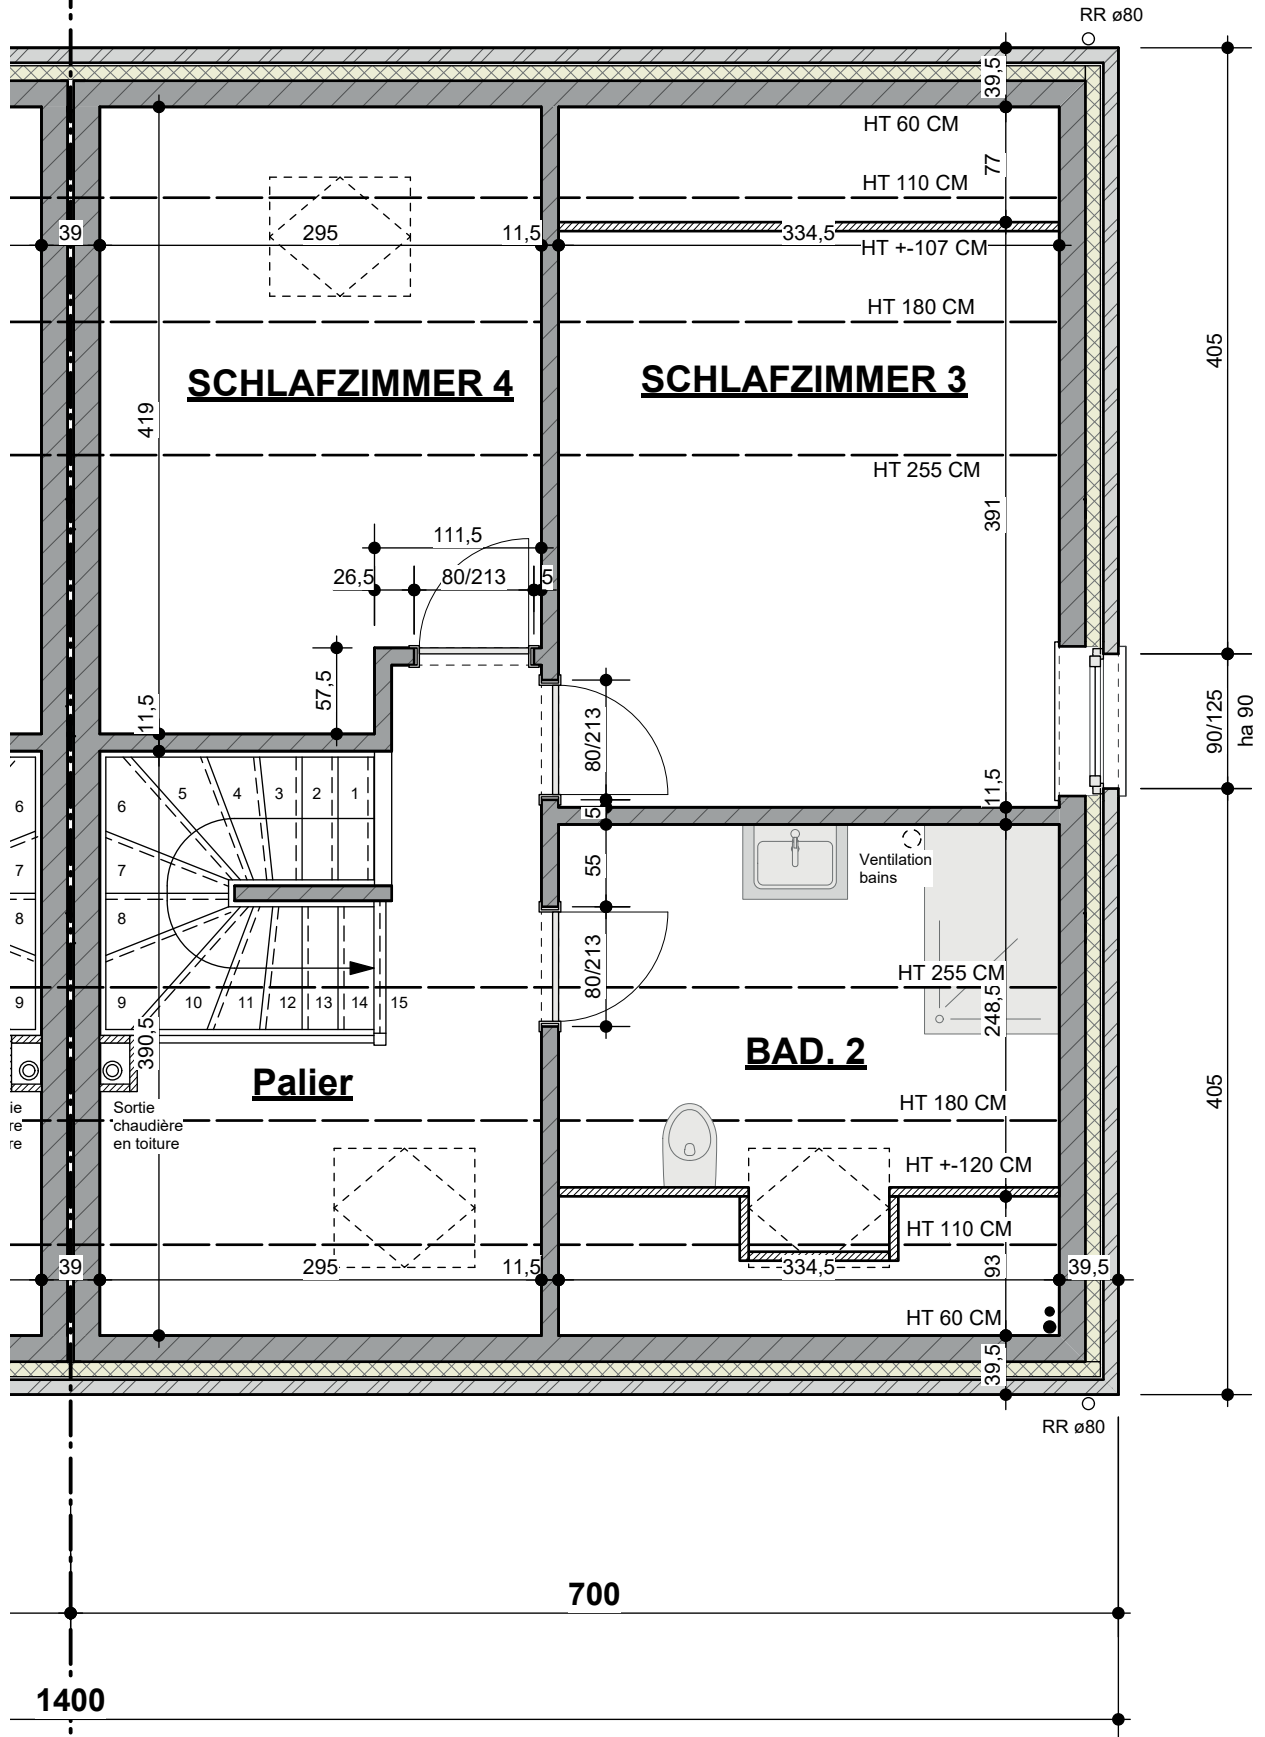 RR ø80
39,5
HT 60 CM
77
HT 110 CM
39
295
11,5
334,5
HT +-107 CM
HT 180 CM
405
SCHLAFZIMMER 4
SCHLAFZIMMER 3
419
HT 255 CM
391
111,5
26,5
80/213
5
57,5
11,5
80/213
90/125
ha 90
11,5
6
6
5
4
3
2
1
5
7
7
55
Ventilation
bains
8
8
80/213
HT 255 CM
248,5
9
9
10
11
12
13
14
15
390,5
BAD. 2
Palier
405
ie
re
re
Sortie
chaudière
en toiture
HT 180 CM
HT +-120 CM
HT 110 CM
39
295
11,5
334,5
93
39,5
HT 60 CM
39,5
RR ø80
700
1400